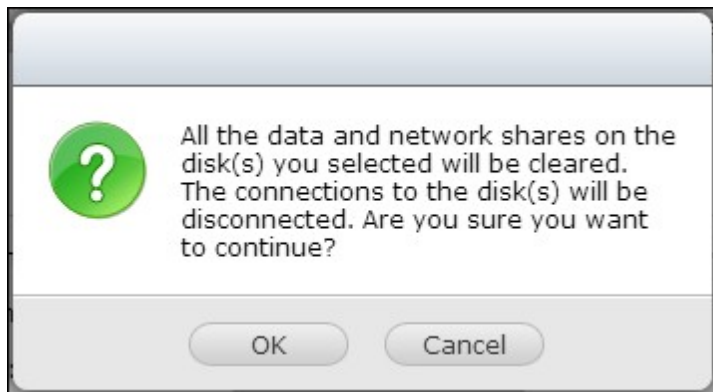 All the data and network shares on the
disk(s) you selected will be cleared.
The connections to the disk(s) will be
disconnected. Are you sure you want
to continue?
OK
Cancel